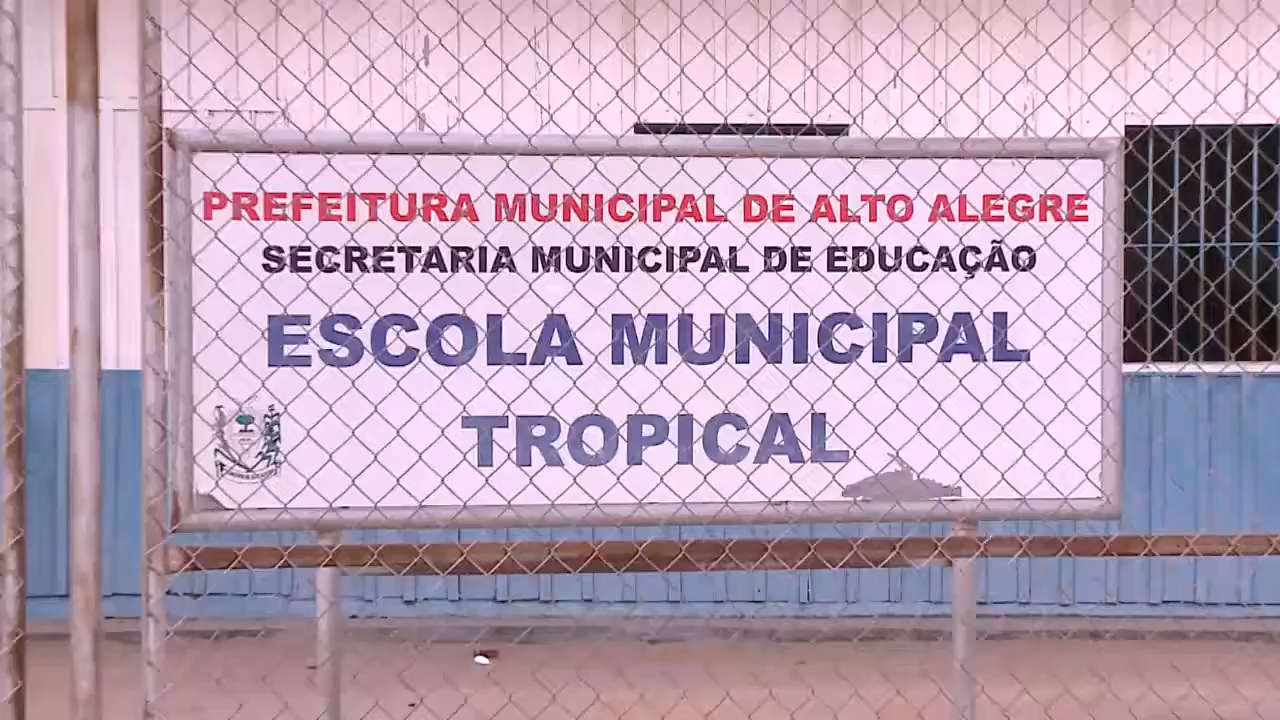 PREFEITURA MUNICIPAL DE ALTO ALEGRE
SECRETARIA MUNICIPAL DE EDUCAÇÃO
ESCOLA MUNICIPAL
TROPICAL